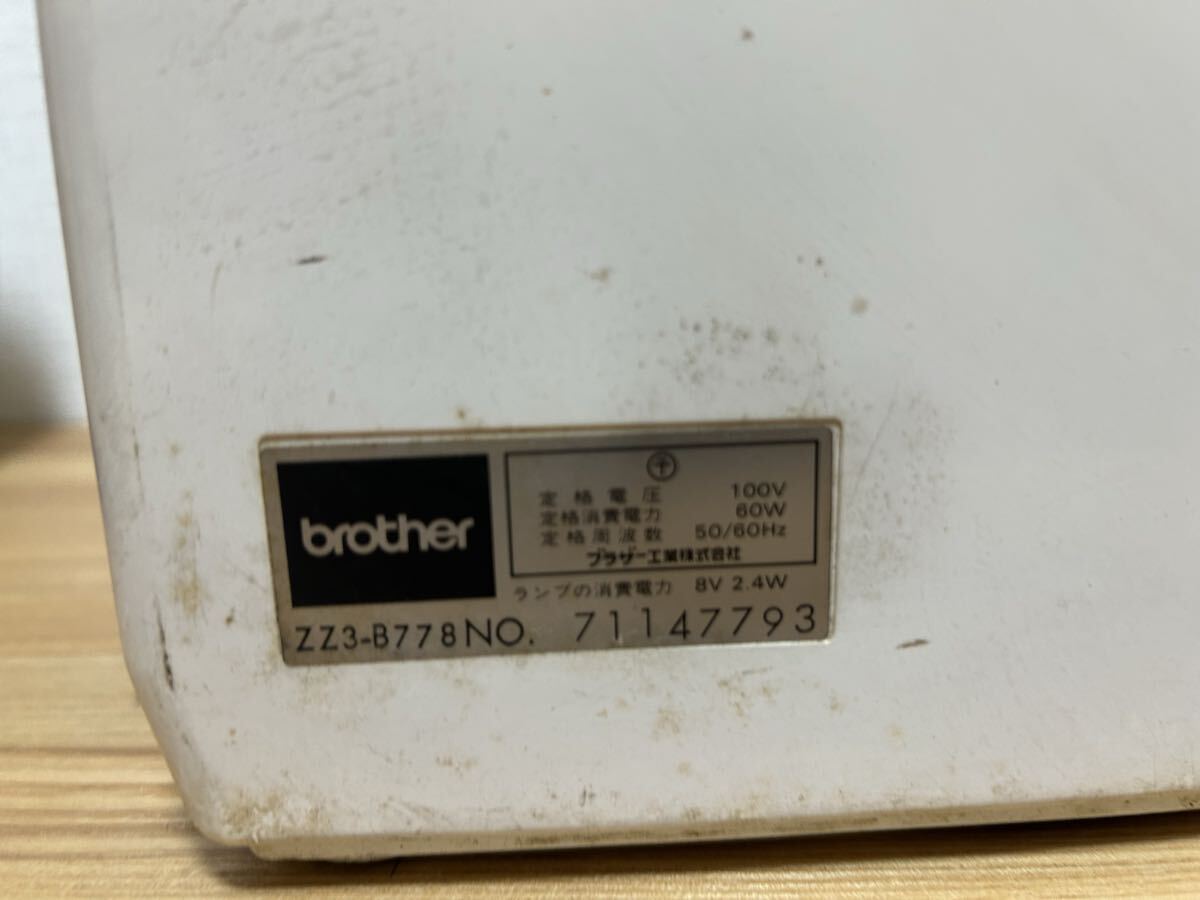 brother
〒
定格電圧 100V
定格消費電力 60W
定格周波数 50/60Hz
ブラザー工業株式会社
ランプの消費電力 8V 2.4W
ZZ3-B778 NO. 71147793